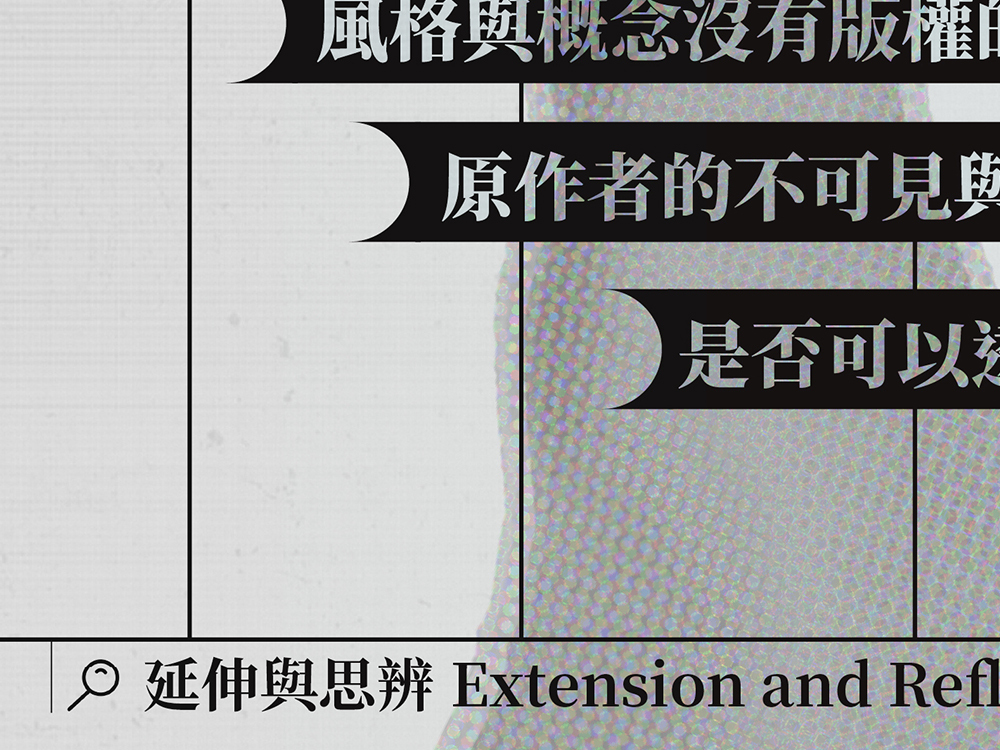 風格與概念沒有版權的
原作者的不可見與
是否可以
延伸與思辨 Extension and Refl